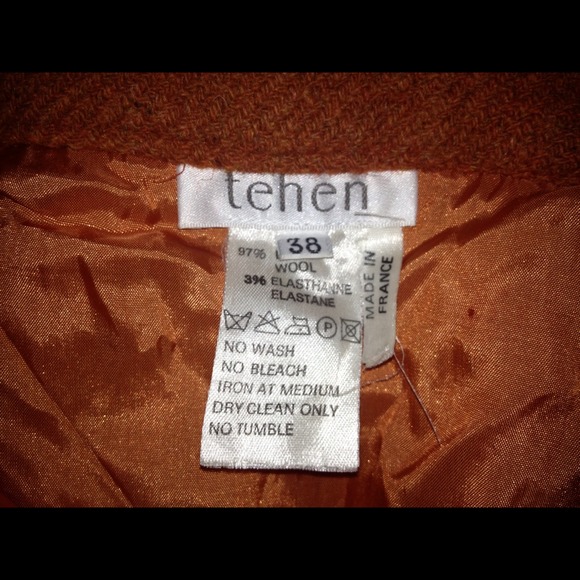 tehen
38
97%
WOOL
3% ELASTHANNE
ELASTANE
P
NO WASH
NO BLEACH
IRON AT MEDIUM
DRY CLEAN ONLY
NO TUMBLE
MADE IN
FRANCE